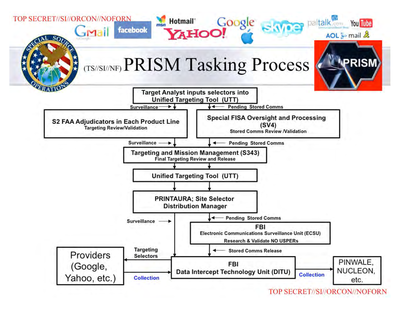 TOP SECRET//SI//ORCON//NOFORN
Gmail facebook Hotmail YAHOO! Google skype paltalk.com YouTube
AOL mail
SPECIAL SOURCE OPERATIONS
(TS//SI//NF) PRISM Tasking Process
PRISM
Target Analyst inputs selectors into
Unified Targeting Tool (UTT)
Surveillance
Pending Stored Comms
S2 FAA Adjudicators in Each Product Line
Targeting Review/Validation
Special FISA Oversight and Processing
(SV4)
Stored Comms Review /Validation
Surveillance
Pending Stored Comms
Targeting and Mission Management (S343)
Final Targeting Review and Release
Unified Targeting Tool (UTT)
PRINTAURA; Site Selector
Distribution Manager
Surveillance
Pending Stored Comms
FBI
Electronic Communications Surveillance Unit (ECSU)
Research & Validate NO USPERs
Stored Comms Release
Providers
(Google,
Yahoo, etc.)
Targeting
Selectors
Collection
FBI
Data Intercept Technology Unit (DITU)
Collection
PINWALE,
NUCLEON,
etc.
TOP SECRET//SI//ORCON//NOFORN